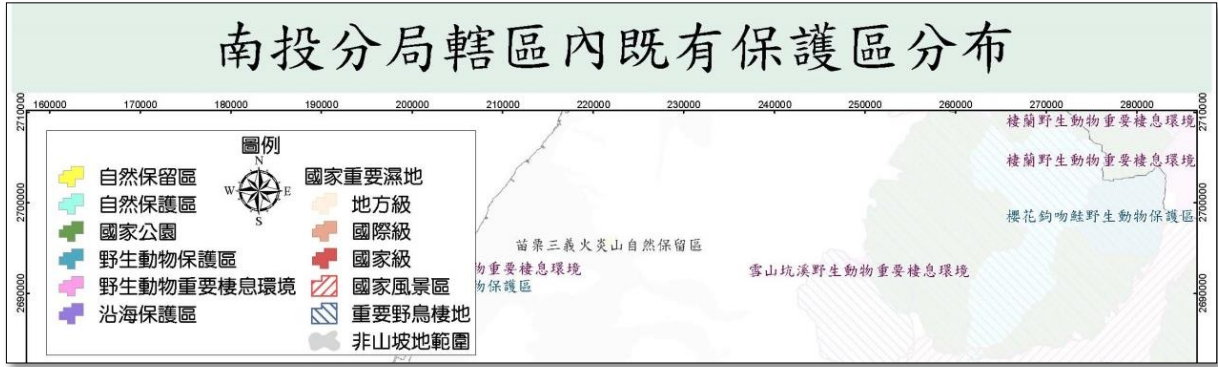 南投分局轄區內既有保護區分布
160000 170000 180000 190000 200000 210000 220000 230000 240000 250000 260000 270000 280000
2710000
2710000
2700000
2700000
2690000
2690000
圖例
N
W E
S
自然保留區
自然保護區
國家公園
野生動物保護區
野生動物重要棲息環境
沿海保護區
國家重要濕地
地方級
國際級
國家級
國家風景區
重要野鳥棲地
非山坡地範圍
棲蘭野生動物重要棲息環境
棲蘭野生動物重要棲息環境
櫻花鉤吻鮭野生動物保護區
苗栗三義火炎山自然保留區
物重要棲息環境
物保護區
雪山坑溪野生動物重要棲息環境